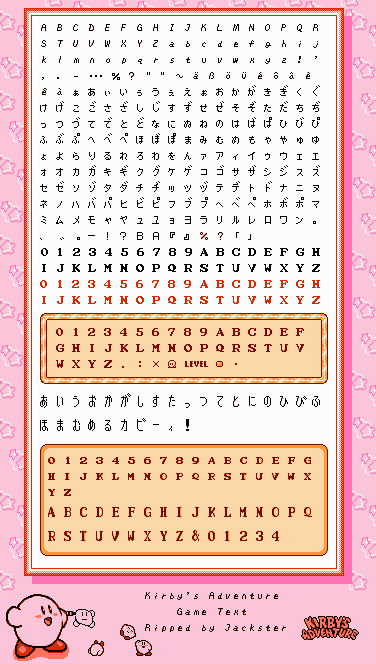 A B C D E F G H I J K L M N O P Q R
S T U V W X Y Z a b c d e f g h i j
k l m n o p q r s t u v w x y z ! '
, . - … % ? " " ~ ä ß ö ü é ô â ê
è à ぁ あ ぃ い ぅ う ぇ え お お か が き ぎ く ぐ
け げ こ ご さ ざ し じ す ず せ ぜ そ ぞ た だ ち ぢ
っ つ づ て で と ど な に ぬ ね の は ば ぱ ひ び ぴ
ふ ぶ ぷ へ べ ぺ ほ ぼ ぽ ま み む め も ゃ や ゅ ゆ
ょ よ ら り る れ ろ わ を ん ァ ア ィ イ ゥ ウ ェ エ
ォ オ カ ガ キ ギ ク グ ケ ゲ コ ゴ サ ザ シ ジ ス ズ
セ ゼ ソ ゾ タ ダ チ ヂ ッ ツ ヅ テ デ ト ド ナ ニ ヌ
ネ ノ ハ バ パ ヒ ビ ピ フ ブ プ ヘ ベ ペ ホ ボ ポ マ
ミ ム メ モ ャ ヤ ュ ユ ョ ヨ ラ リ ル レ ロ ワ ン 。
! ? B A 『 』 % ? 「 」
0 1 2 3 4 5 6 7 8 9 A B C D E F G H
I J K L M N O P Q R S T U V W X Y Z
0 1 2 3 4 5 6 7 8 9 A B C D E F G H
I J K L M N O P Q R S T U V W X Y Z
0 1 2 3 4 5 6 7 8 9 A B C D E F
G H I J K L M N O P Q R S T U V
W X Y Z . : × LEVEL
あ い う お か が し す た っ つ て と に の ひ び ふ
ほ ま む め る カ ビ ー 。 !
0 1 2 3 4 5 6 7 8 9 A B C D E F G
H I J K L M N O P Q R S T U V W X
Y Z
A B C D E F G H I J K L M N O P Q
R S T U V W X Y Z & 0 1 2 3 4
Kirby's Adventure
Game Text
Ripped by Jackster
KIRBY'S
ADVENTURE